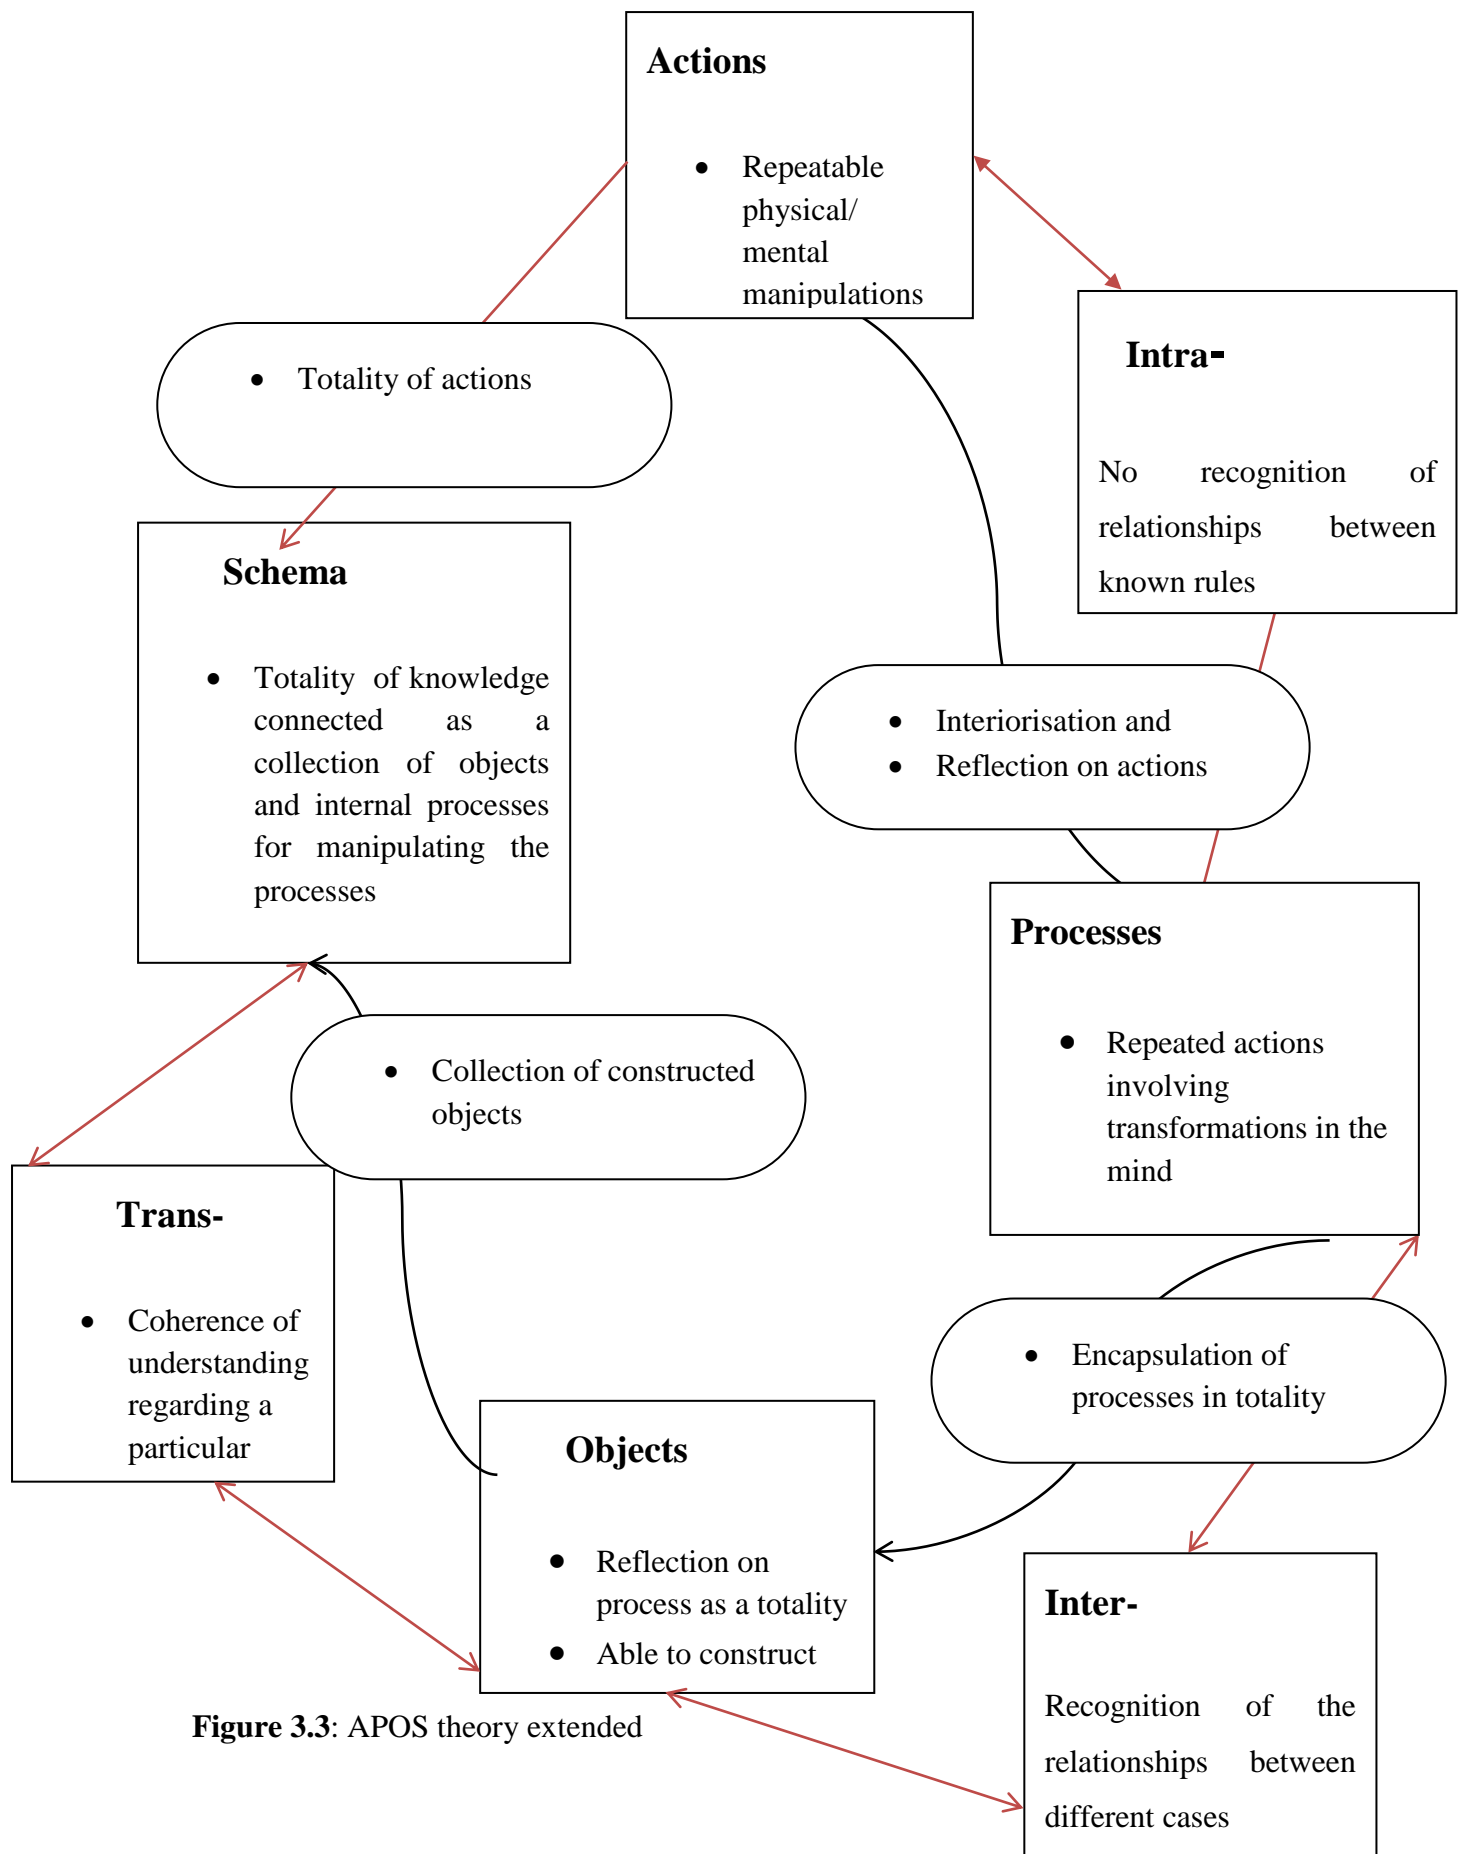 Actions
• Repeatable
physical/
mental
manipulations
Intra-
No recognition of
relationships between
known rules
• Totality of actions
Schema
• Totality of knowledge
connected as a
collection of objects
and internal processes
for manipulating the
processes
• Interiorisation and
• Reflection on actions
Processes
• Repeated actions
involving
transformations in the
mind
• Collection of constructed
objects
Trans-
• Coherence of
understanding
regarding a
particular
• Encapsulation of
processes in totality
Objects
• Reflection on
process as a totality
• Able to construct
Inter-
Recognition of the
relationships between
different cases
Figure 3.3: APOS theory extended